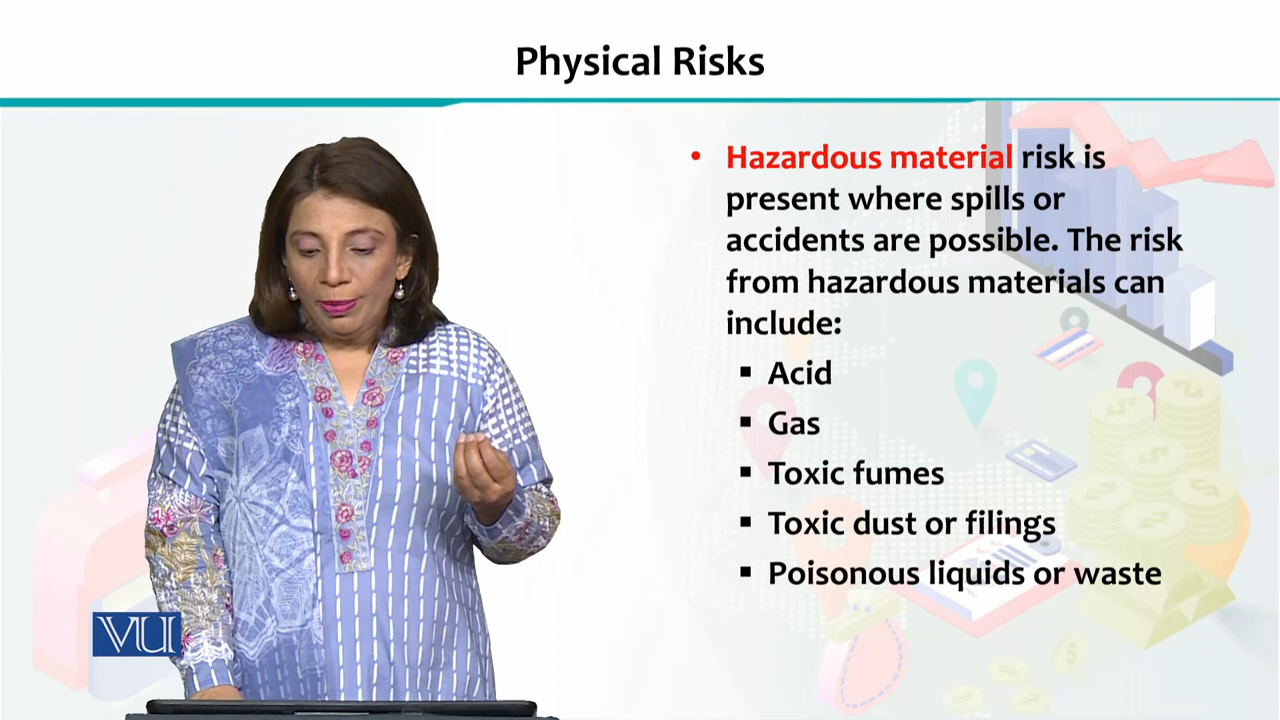 Physical Risks
• Hazardous material risk is
present where spills or
accidents are possible. The risk
from hazardous materials can
include:
▪ Acid
▪ Gas
▪ Toxic fumes
▪ Toxic dust or filings
▪ Poisonous liquids or waste
VU